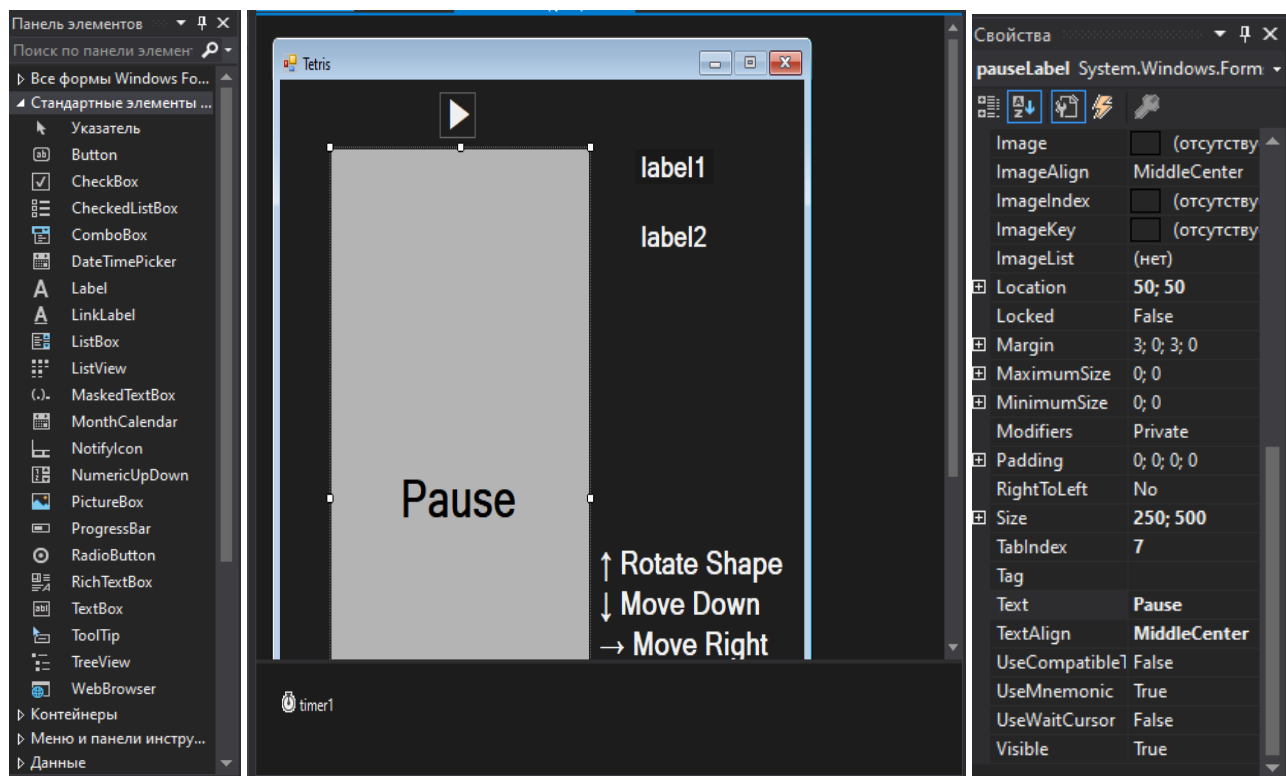 Панель элементов
Поиск по панели элемен
Все формы Windows Fo...
Стандартные элементы ...
Указатель
Button
CheckBox
CheckedListBox
ComboBox
DateTimePicker
Label
LinkLabel
ListBox
ListView
MaskedTextBox
MonthCalendar
NotifyIcon
NumericUpDown
PictureBox
ProgressBar
RadioButton
RichTextBox
TextBox
ToolTip
TreeView
WebBrowser
Контейнеры
Меню и панели инстру...
Данные
Tetris
label1
label2
Pause
↑ Rotate Shape
↓ Move Down
→ Move Right
timer1
Свойства
pauseLabel System.Windows.Form
Image (отсутству
ImageAlign MiddleCenter
ImageIndex (отсутству
ImageKey (отсутству
ImageList (нет)
Location 50; 50
Locked False
Margin 3; 0; 3; 0
MaximumSize 0; 0
MinimumSize 0; 0
Modifiers Private
Padding 0; 0; 0; 0
RightToLeft No
Size 250; 500
TabIndex 7
Tag
Text Pause
TextAlign MiddleCenter
UseCompatibleT False
UseMnemonic True
UseWaitCursor False
Visible True